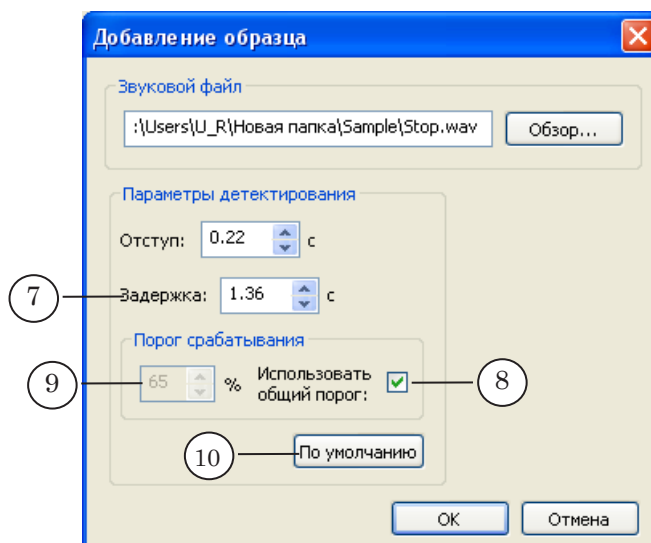 Добавление образца
Звуковой файл
:\Users\U_R\Новая папка\Sample\Stop.wav
Обзор...
Параметры детектирования
Отступ: 0.22 с
7
Задержка: 1.36 с
Порог срабатывания
9
65 %
Использовать
общий порог:
8
10
По умолчанию
OK
Отмена